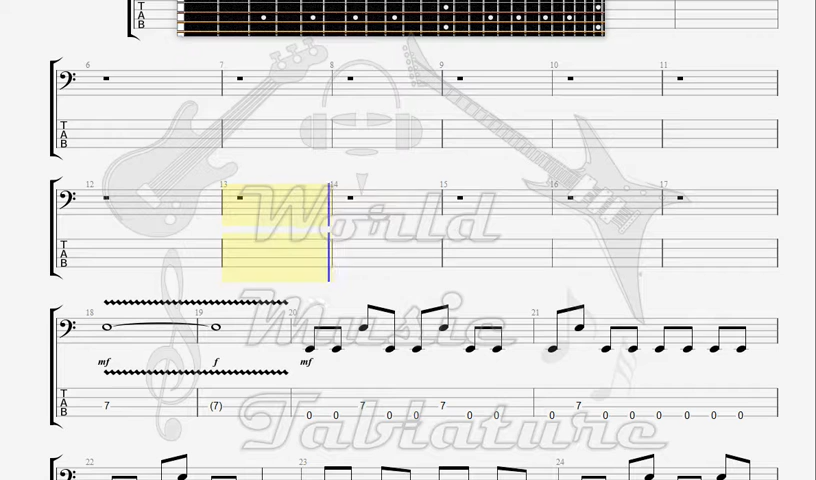 T
A
B
6 7 8 9 10 11
T
A
B
12 13 14 15 16 17
World
T
A
B
18 19 20 21
mf f mf
Music
T
A
B
7 (7) 0 0 7 0 0 7 0 0 0 7 0 0 0 0 0 0
Tablature
22 23 24